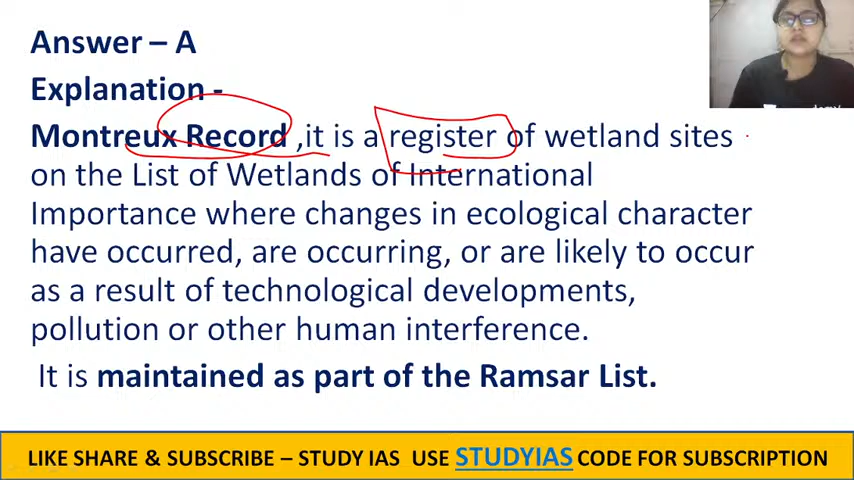 Answer – A
Explanation -
Montreux Record ,it is a register of wetland sites
on the List of Wetlands of International
Importance where changes in ecological character
have occurred, are occurring, or are likely to occur
as a result of technological developments,
pollution or other human interference.
It is maintained as part of the Ramsar List.
LIKE SHARE & SUBSCRIBE – STUDY IAS USE STUDYIAS CODE FOR SUBSCRIPTION